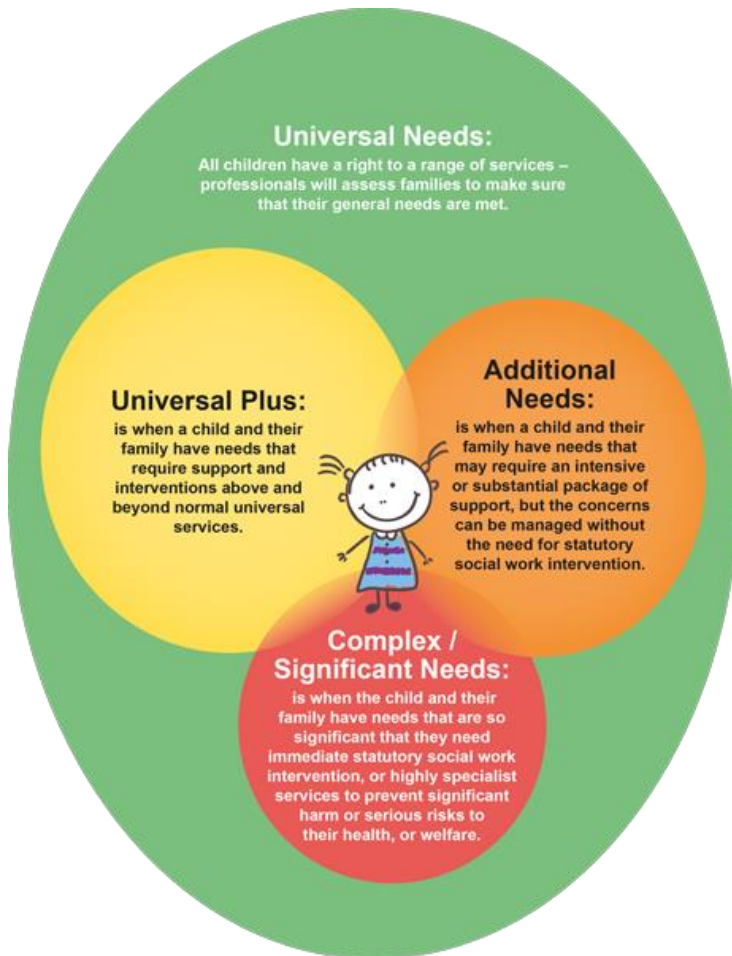 Universal Needs:
All children have a right to a range of services –
professionals will assess families to make sure
that their general needs are met.
Universal Plus:
is when a child and their
family have needs that
require support and
interventions above and
beyond normal universal
services.
Additional
Needs:
is when a child and their
family have needs that
may require an intensive
or substantial package of
support, but the concerns
can be managed without
the need for statutory
social work intervention.
Complex /
Significant Needs:
is when the child and their
family have needs that are so
significant that they need
immediate statutory social work
intervention, or highly specialist
services to prevent significant
harm or serious risks to
their health, or welfare.